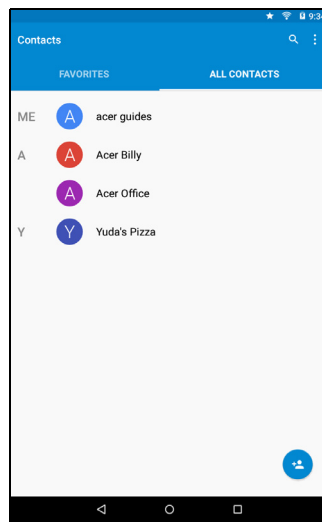 9:34
Contacts
FAVORITES ALL CONTACTS
ME A acer guides
A A Acer Billy
A Acer Office
Y Y Yuda's Pizza